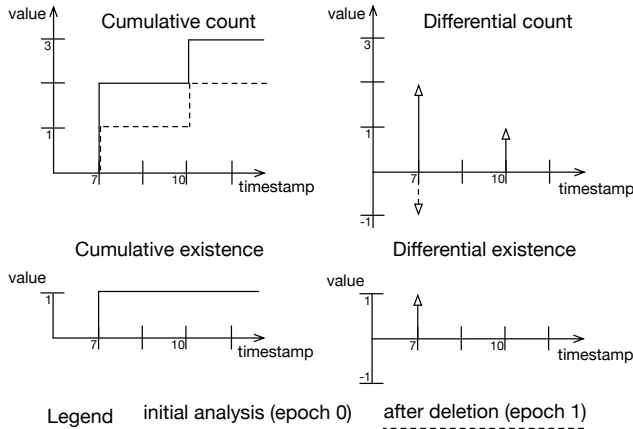 Cumulative count
value
3
1
7
10
timestamp
Differential count
value
3
1
-1
7
10
timestamp
Cumulative existence
value
1
7
10
timestamp
Differential existence
value
1
-1
7
10
timestamp
Legend initial analysis (epoch 0) after deletion (epoch 1)